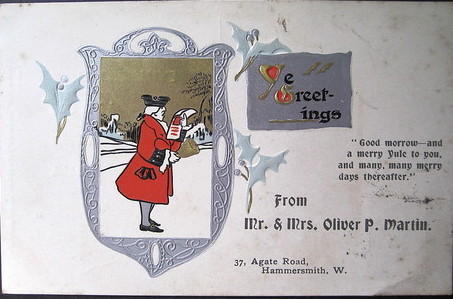 Ye
Greet-
ings
"Good morrow—and
a merry Yule to you,
and many, many merry
days thereafter."
From
Mr. & Mrs. Oliver P. Martin.
37, Agate Road,
Hammersmith, W.